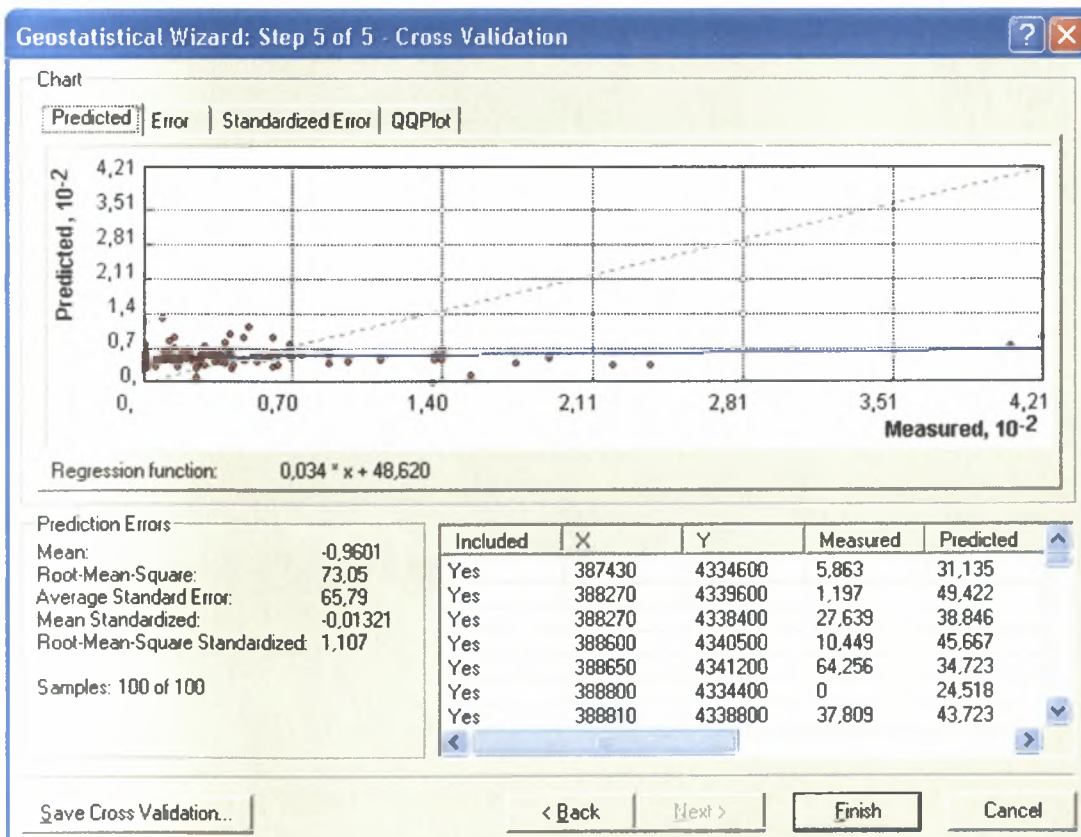 Geostatistical Wizard: Step 5 of 5 - Cross Validation
Chart
Predicted Error Standardized Error QQPlot
Predicted, 10-2
4,21
3,51
2,81
2,11
1,4
0,7
0,
0, 0,70 1,40 2,11 2,81 3,51 4,21
Measured, 10-2
Regression function: 0,034 * x + 48,620
Prediction Errors
Mean: -0,9601
Root-Mean-Square: 73,05
Average Standard Error: 65,79
Mean Standardized: -0,01321
Root-Mean-Square Standardized: 1,107
Samples: 100 of 100
Included X Y Measured Predicted
Yes 387430 4334600 5,863 31,135
Yes 388270 4339600 1,197 49,422
Yes 388270 4338400 27,639 38,846
Yes 388600 4340500 10,449 45,667
Yes 388650 4341200 64,256 34,723
Yes 388800 4334400 0 24,518
Yes 388810 4338800 37,809 43,723
Save Cross Validation... < Back Next > Finish Cancel